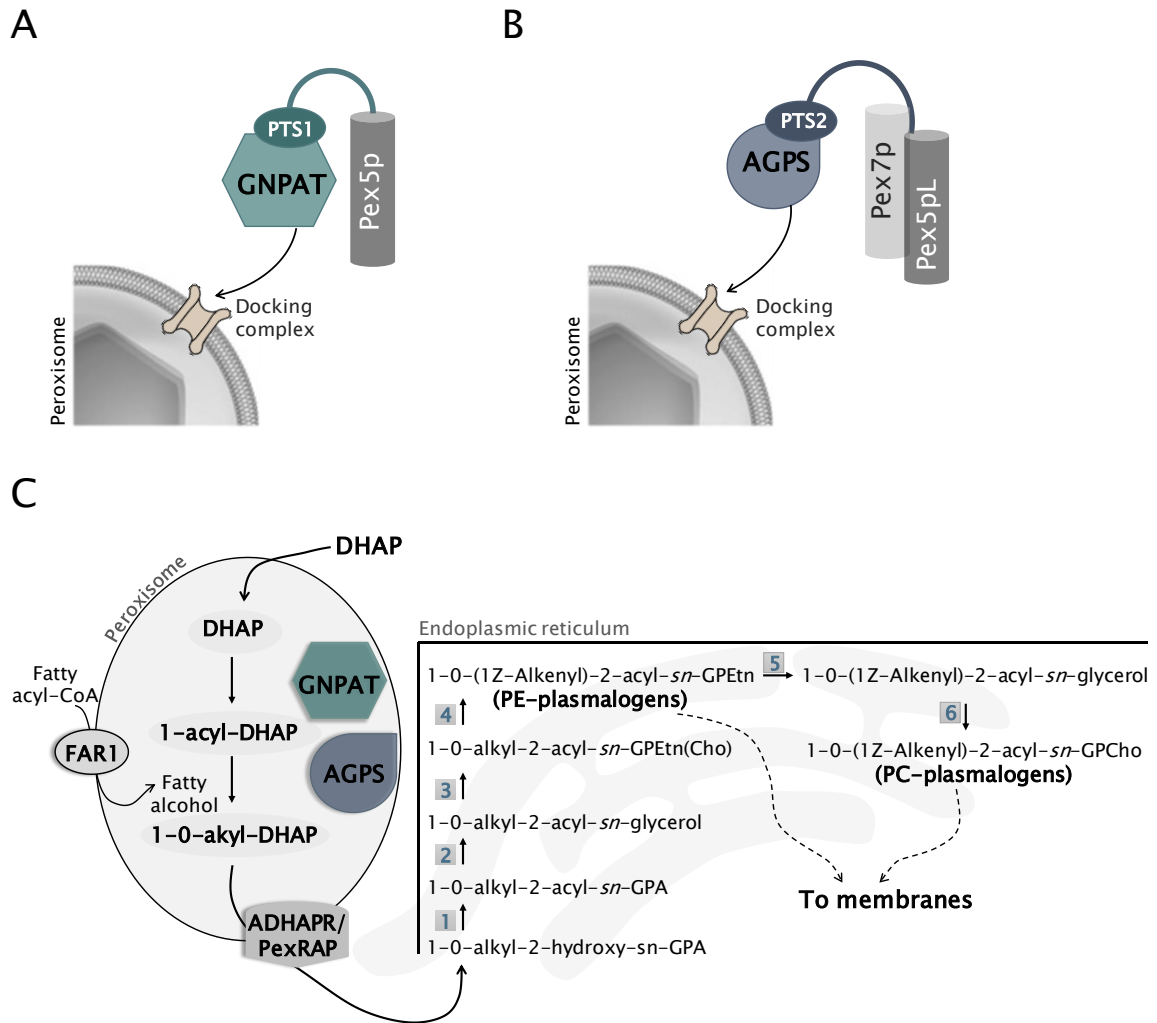 A
B
PTS1
GNPAT
Pex5p
Docking
complex
Peroxisome
PTS2
AGPS
Pex7p
Pex5pL
Docking
complex
Peroxisome
C
DHAP
Peroxisome
DHAP
Fatty
acyl-CoA
FAR1
1-acyl-DHAP
Fatty
alcohol
1-0-akyl-DHAP
GNPAT
AGPS
ADHAPR/
PexRAP
Endoplasmic reticulum
1-0-(1Z-Alkenyl)-2-acyl-sn-GPEtn
(PE-plasmalogens)
5
1-0-(1Z-Alkenyl)-2-acyl-sn-glycerol
4
6
1-0-alkyl-2-acyl-sn-GPEtn(Cho)
1-0-(1Z-Alkenyl)-2-acyl-sn-GPCho
(PC-plasmalogens)
3
1-0-alkyl-2-acyl-sn-glycerol
2
1-0-alkyl-2-acyl-sn-GPA
To membranes
1
1-0-alkyl-2-hydroxy-sn-GPA